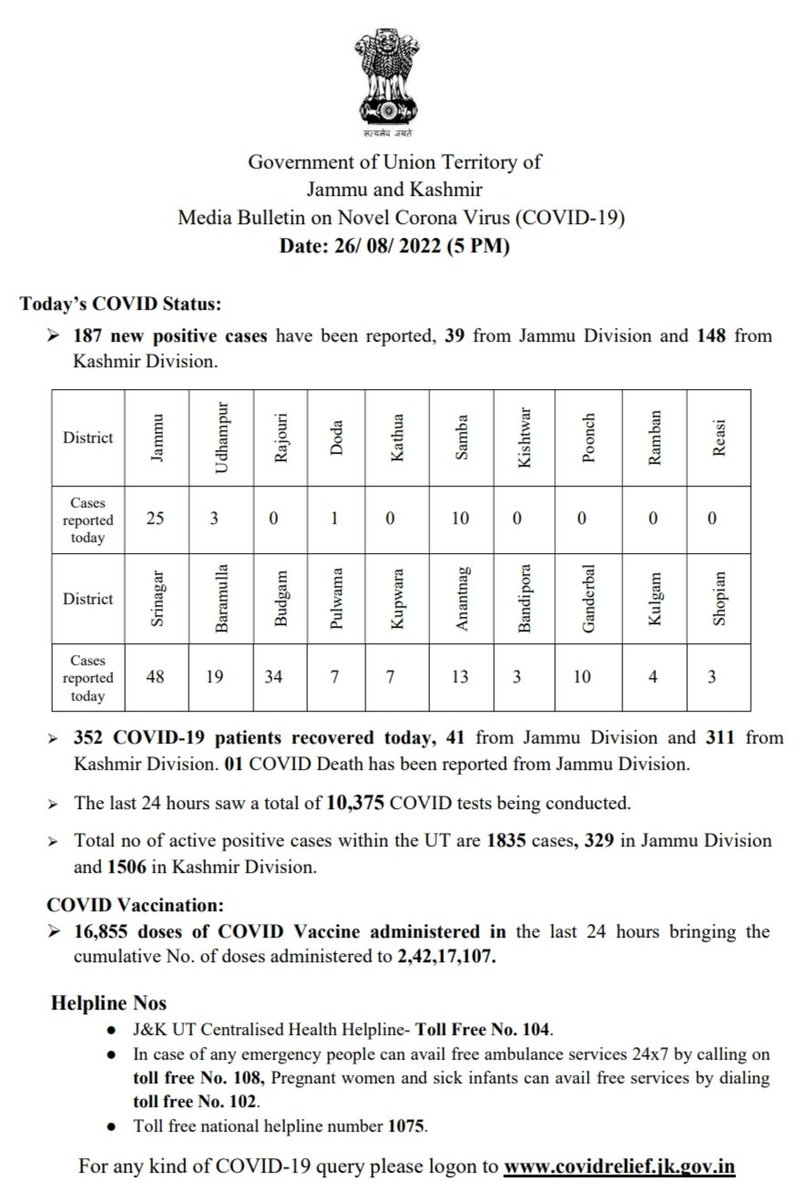 सत्यमेव जयते
Government of Union Territory of
Jammu and Kashmir
Media Bulletin on Novel Corona Virus (COVID-19)
Date: 26/ 08/ 2022 (5 PM)
Today’s COVID Status:
➢ 187 new positive cases have been reported, 39 from Jammu Division and 148 from
Kashmir Division.
District Jammu Udhampur Rajouri Doda Kathua Samba Kishtwar Poonch Ramban Reasi
Cases
reported
today
25 3 0 1 0 10 0 0 0 0
District Srinagar Baramulla Budgam Pulwama Kupwara Anantnag Bandipora Ganderbal Kulgam Shopian
Cases
reported
today
48 19 34 7 7 13 3 10 4 3
➢ 352 COVID-19 patients recovered today, 41 from Jammu Division and 311 from
Kashmir Division. 01 COVID Death has been reported from Jammu Division.
➢ The last 24 hours saw a total of 10,375 COVID tests being conducted.
➢ Total no of active positive cases within the UT are 1835 cases, 329 in Jammu Division
and 1506 in Kashmir Division.
COVID Vaccination:
➢ 16,855 doses of COVID Vaccine administered in the last 24 hours bringing the
cumulative No. of doses administered to 2,42,17,107.
Helpline Nos
● J&K UT Centralised Health Helpline- Toll Free No. 104.
● In case of any emergency people can avail free ambulance services 24x7 by calling on
toll free No. 108, Pregnant women and sick infants can avail free services by dialing
toll free No. 102.
● Toll free national helpline number 1075.
For any kind of COVID-19 query please logon to www.covidrelief.jk.gov.in